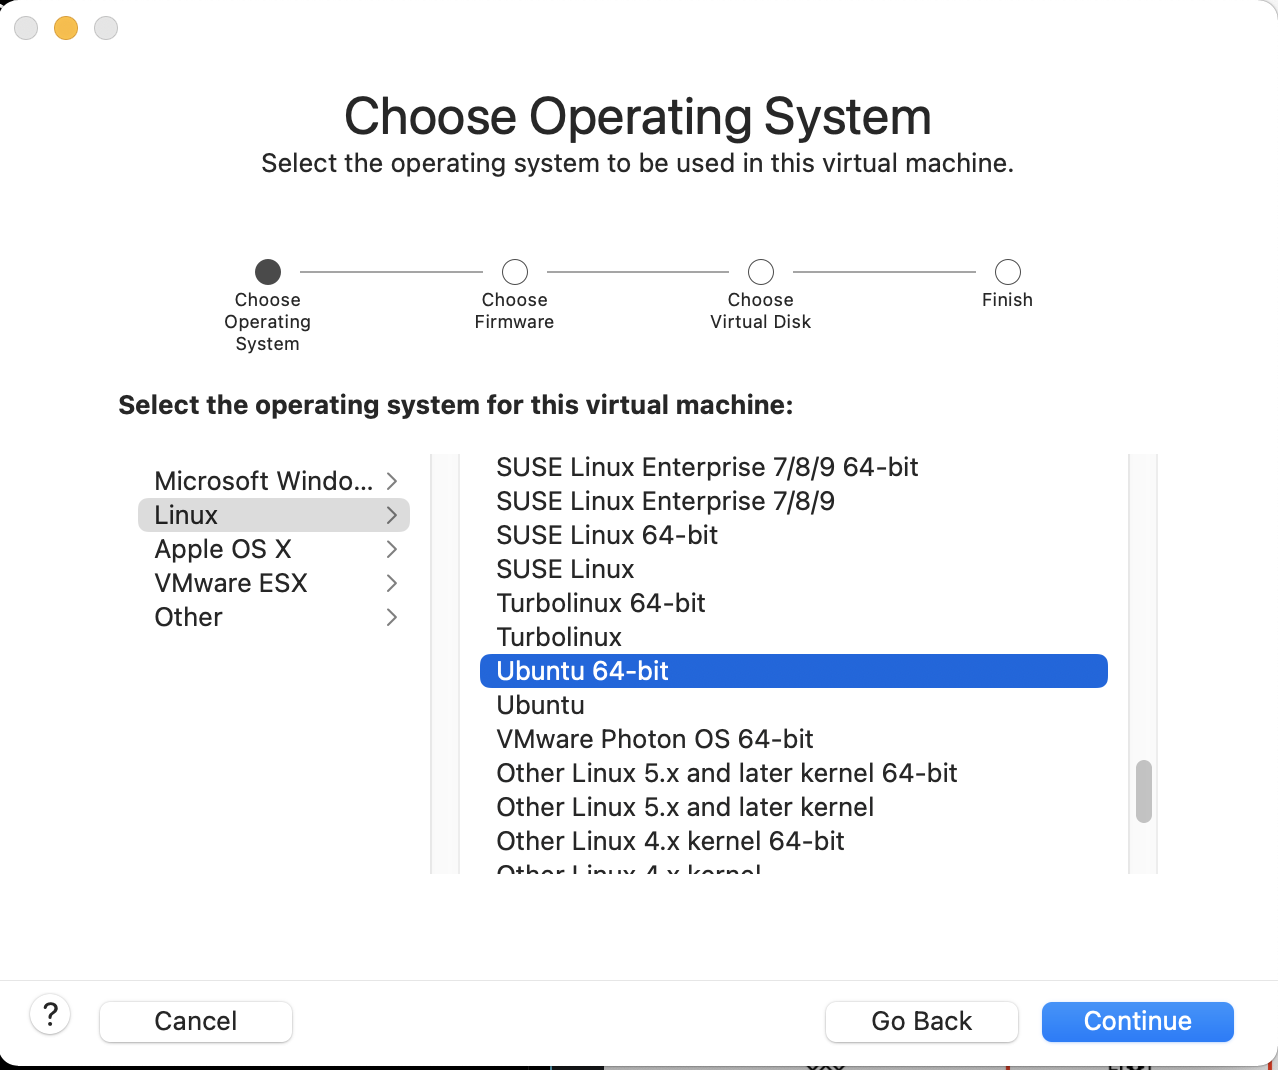 Choose Operating System
Select the operating system to be used in this virtual machine.
Choose
Operating
System
Choose
Firmware
Choose
Virtual Disk
Finish
Select the operating system for this virtual machine:
Microsoft Windo...
Linux
Apple OS X
VMware ESX
Other
SUSE Linux Enterprise 7/8/9 64-bit
SUSE Linux Enterprise 7/8/9
SUSE Linux 64-bit
SUSE Linux
Turbolinux 64-bit
Turbolinux
Ubuntu 64-bit
Ubuntu
VMware Photon OS 64-bit
Other Linux 5.x and later kernel 64-bit
Other Linux 5.x and later kernel
Other Linux 4.x kernel 64-bit
Other Linux 4.x kernel
?
Cancel
Go Back
Continue